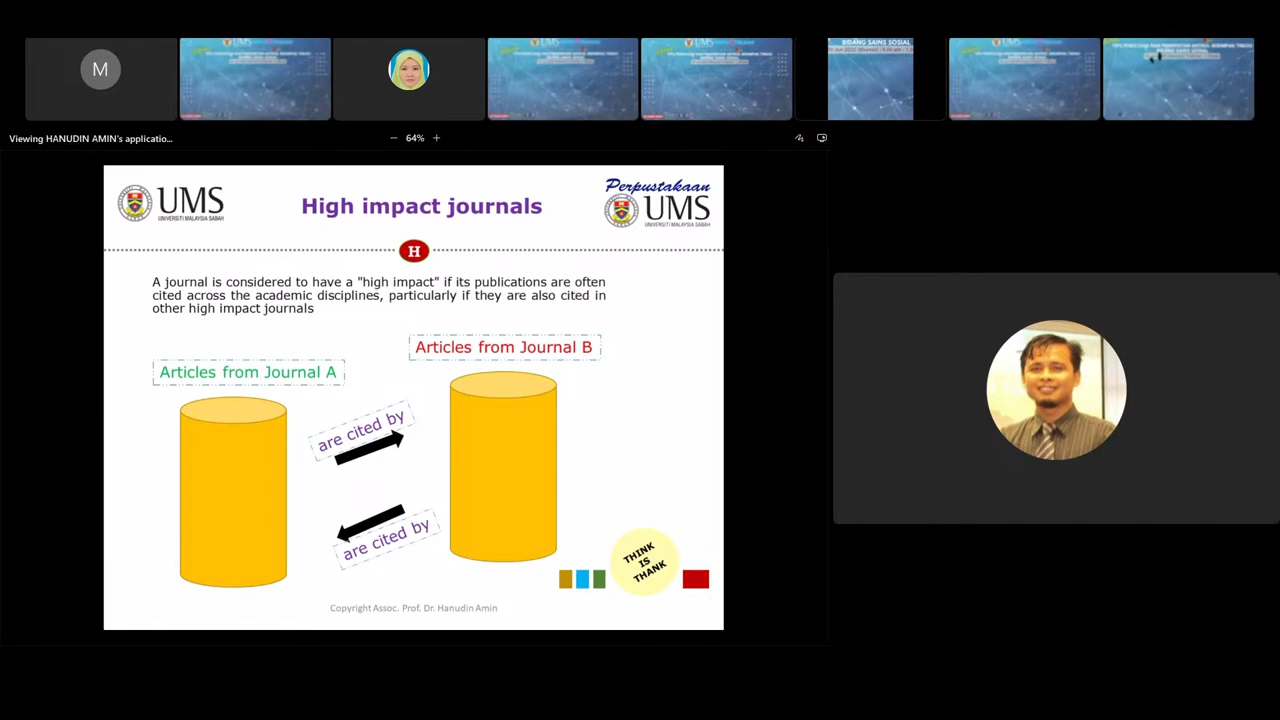 M
BIDANG SAINS SOSIAL
Viewing HANUDIN AMIN's applicatio...
64%
UMS
UNIVERSITI MALAYSIA SABAH
High impact journals
Perpustakaan
UMS
UNIVERSITI MALAYSIA SABAH
H
A journal is considered to have a "high impact" if its publications are often
cited across the academic disciplines, particularly if they are also cited in
other high impact journals
Articles from Journal B
Articles from Journal A
are cited by
are cited by
THINK
IS
THANK
Copyright Assoc. Prof. Dr. Hanudin Amin